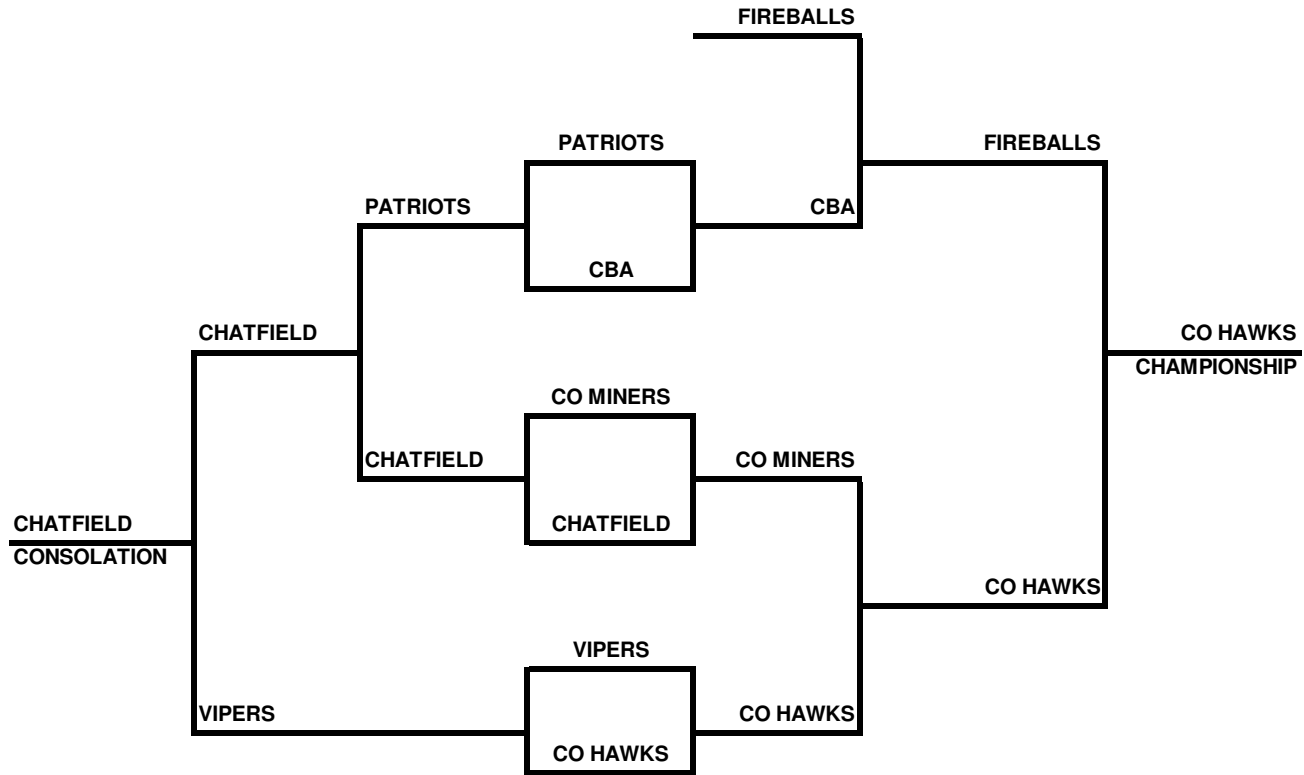 FIREBALLS
PATRIOTS
FIREBALLS
PATRIOTS
CBA
CBA
CHATFIELD
CO HAWKS
CHAMPIONSHIP
CO MINERS
CHATFIELD
CO MINERS
CHATFIELD
CHATFIELD
CONSOLATION
CO HAWKS
VIPERS
VIPERS
CO HAWKS
CO HAWKS